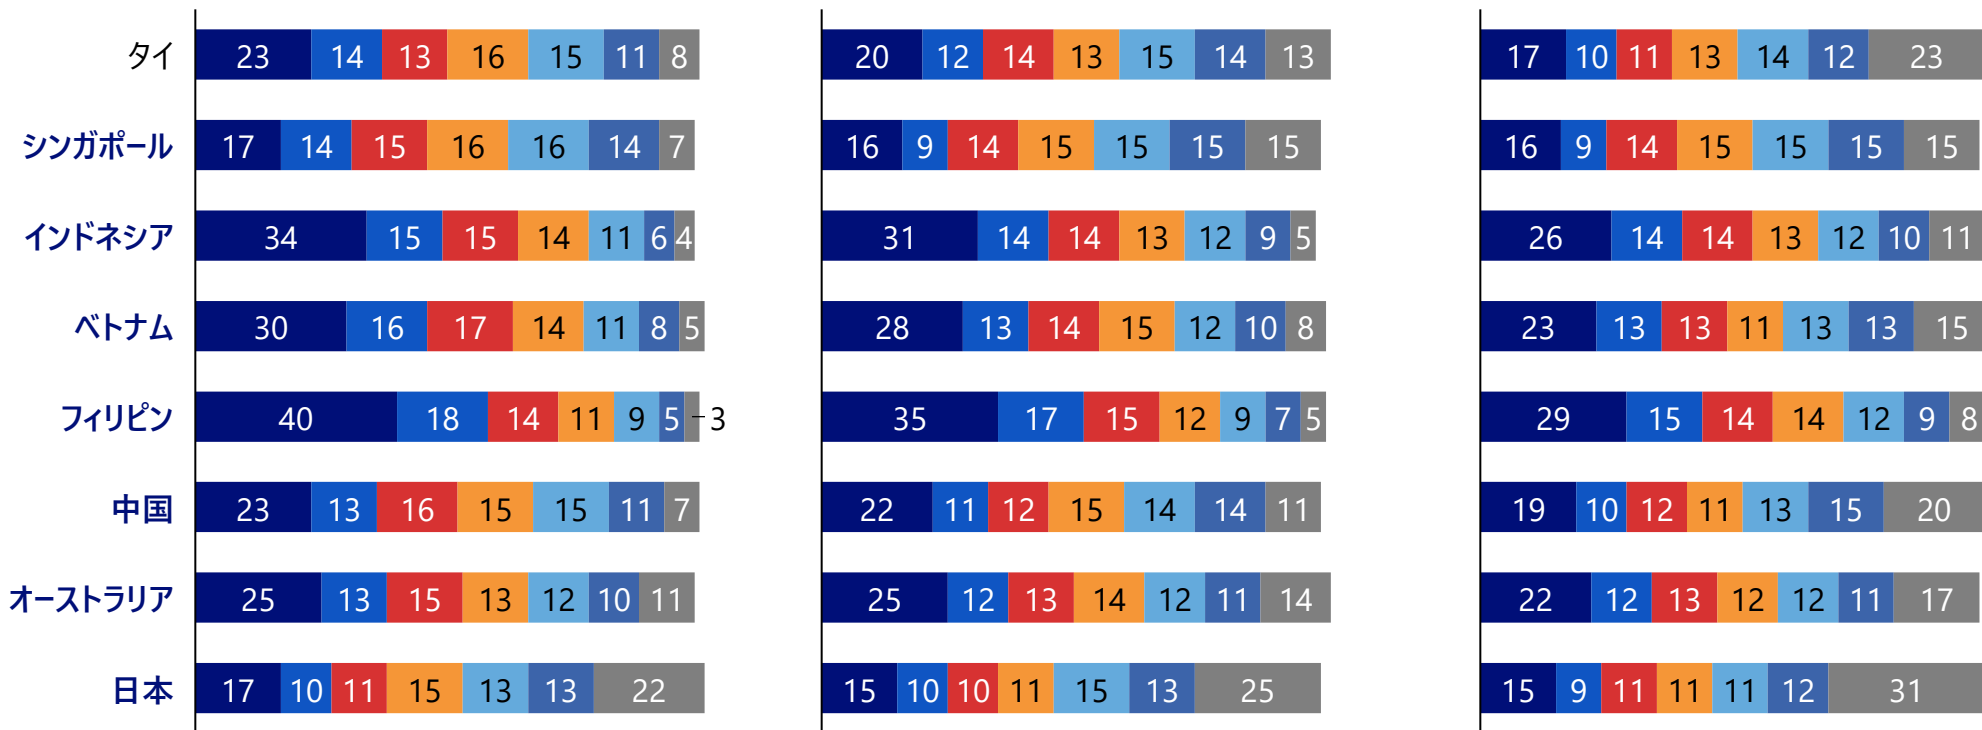 タイ 23 14 13 16 15 11 8 20 12 14 13 15 14 13 17 10 11 13 14 12 23
シンガポール 17 14 15 16 16 14 7 16 9 14 15 15 15 15 16 9 14 15 15 15 15
インドネシア 34 15 15 14 11 6 4 31 14 14 13 12 9 5 26 14 14 13 12 10 11
ベトナム 30 16 17 14 11 8 5 28 13 14 15 12 10 8 23 13 13 11 13 13 15
フィリピン 40 18 14 11 9 5 3 35 17 15 12 9 7 5 29 15 14 14 12 9 8
中国 23 13 16 15 15 11 7 22 11 12 15 14 14 11 19 10 12 11 13 15 20
オーストラリア 25 13 15 13 12 10 11 25 12 13 14 12 11 14 22 12 13 12 12 11 17
日本 17 10 11 15 13 13 22 15 10 10 11 15 13 25 15 9 11 11 11 12 31